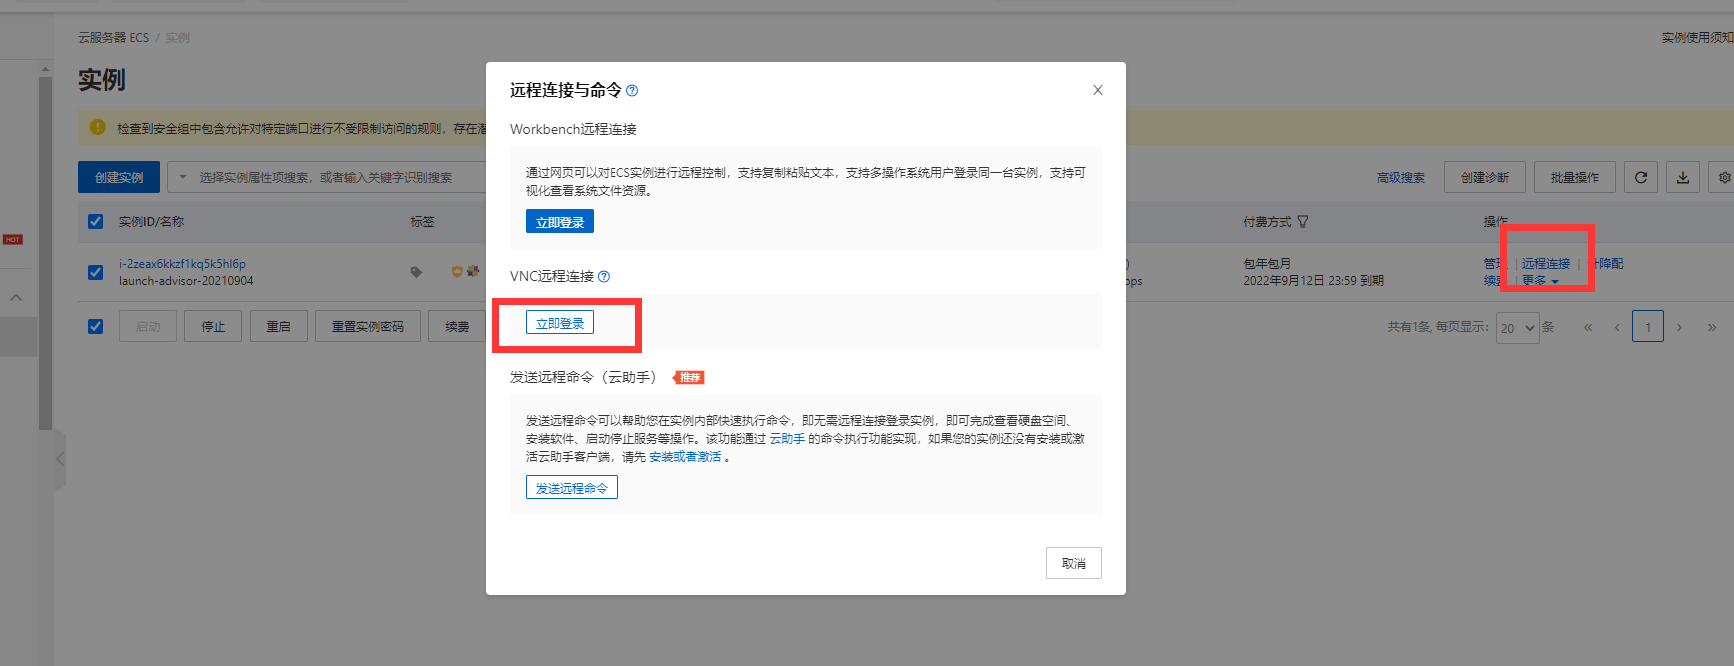 云服务器 ECS / 实例
实例使用须知
实例
检查到安全组中包含允许对特定端口进行不受限制访问的规则，存在
创建实例
选择实例属性项搜索，或者输入关键字识别搜索
高级搜索
创建诊断
批量操作
实例ID/名称
标签
付费方式
操作
HOT
i-2zeax6kkzf1kq5k5hl6p
launch-advisor-20210904
)
ops
包年包月
2022年9月12日 23:59 到期
远程连接
降配
更多
启动
停止
重启
重置实例密码
续费
共有1条, 每页显示:
20
条
«
‹
1
›
»
远程连接与命令
Workbench远程连接
通过网页可以对ECS实例进行远程控制，支持复制粘贴文本，支持多操作系统用户登录同一台实例，支持可
视化查看系统文件资源。
立即登录
VNC远程连接
立即登录
发送远程命令（云助手）
推荐
发送远程命令可以帮助您在实例内部快速执行命令，即无需远程连接登录实例，即可完成查看硬盘空间、
安装软件、启动停止服务等操作。该功能通过 云助手 的命令执行功能实现，如果您的实例还没有安装或激
活云助手客户端，请先 安装或者激活 。
发送远程命令
取消